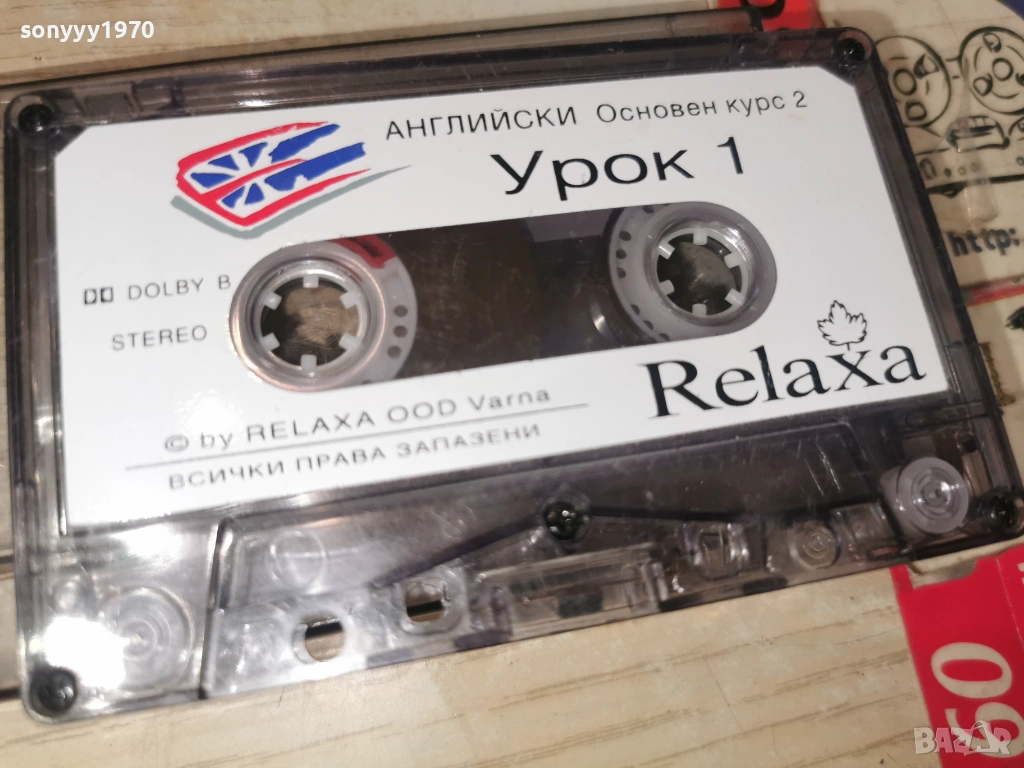 sonyyy1970
АНГЛИЙСКИ Основен курс 2
Урок 1
DOLBY B
STEREO
Relaxa
© by RELAXA OOD Varna
ВСИЧКИ ПРАВА ЗАПАЗЕНИ
http:
60
BAZAR